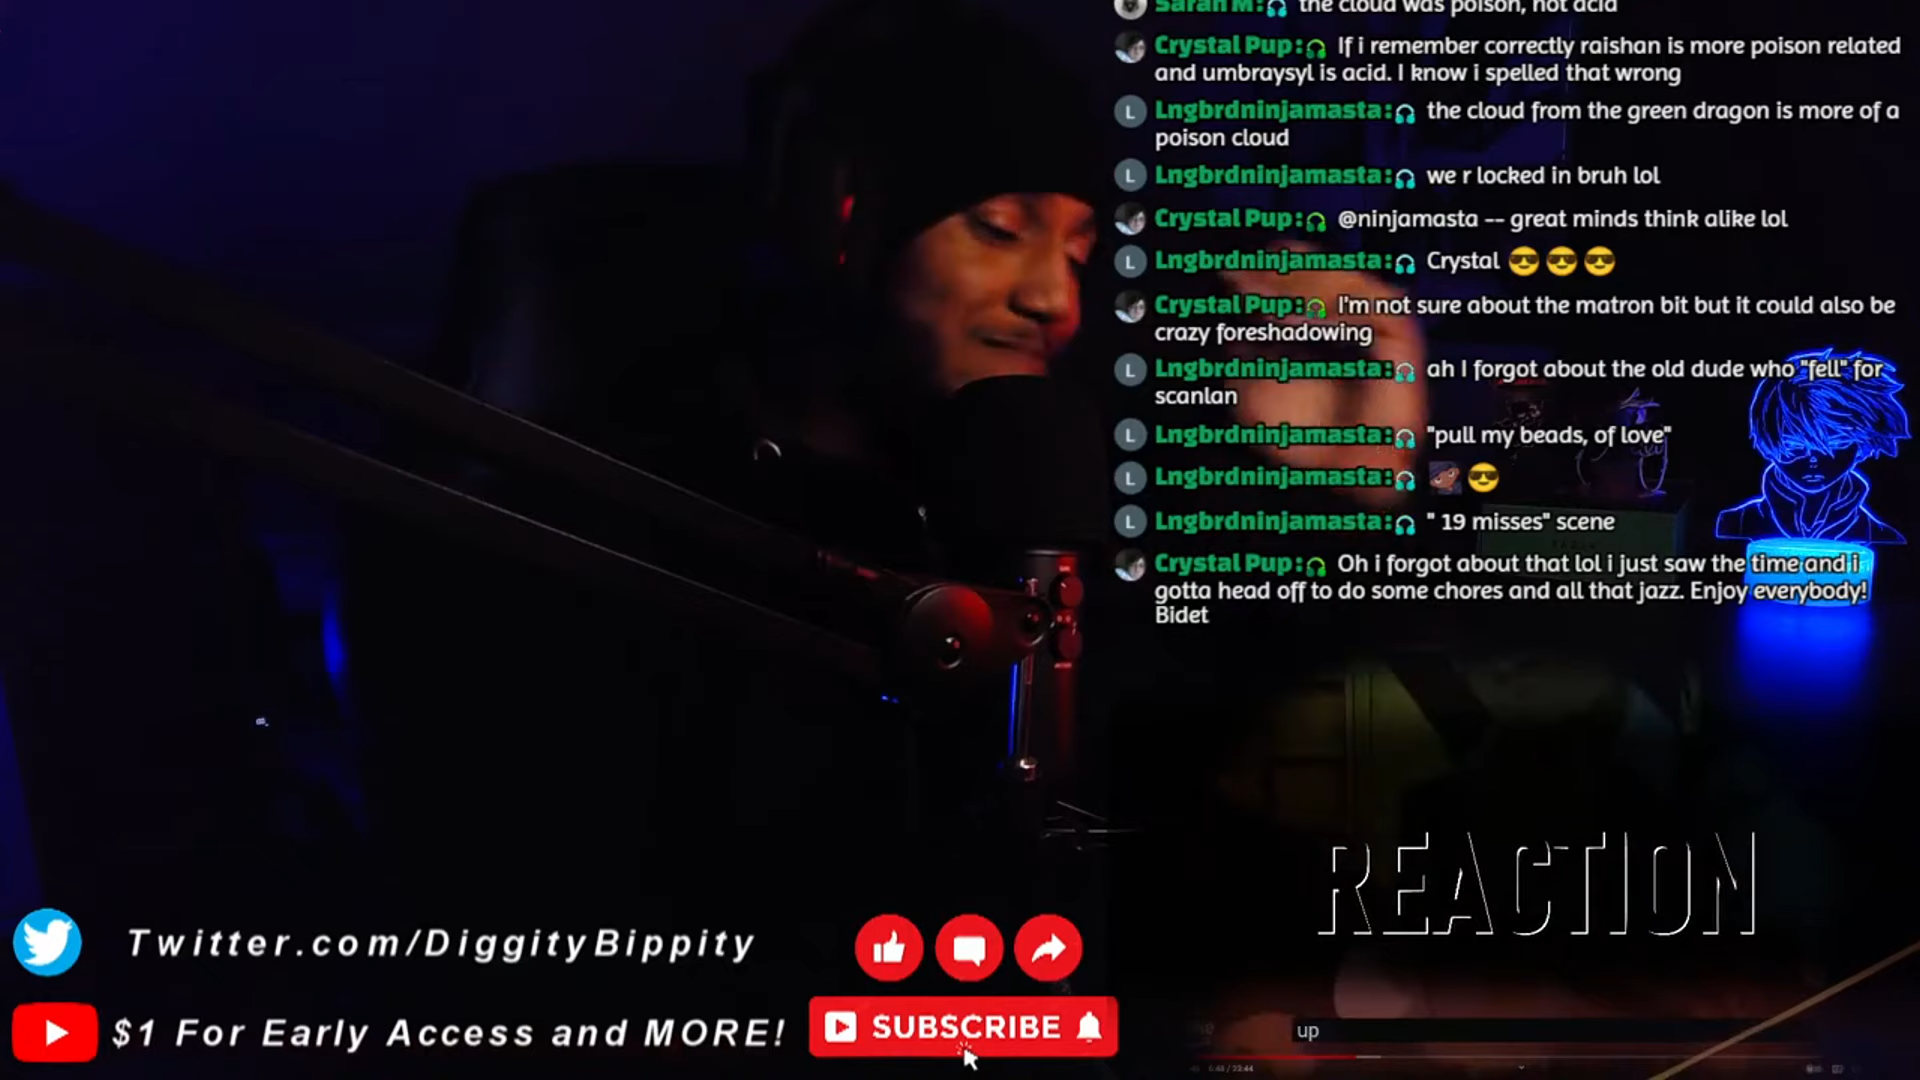 Sarah M: the cloud was poison, not acid
Crystal Pup: If i remember correctly raishan is more poison related
and umbraysyl is acid. I know i spelled that wrong
L Lngbrdninjamasta: the cloud from the green dragon is more of a
poison cloud
L Lngbrdninjamasta: we r locked in bruh lol
Crystal Pup: @ninjamasta -- great minds think alike lol
L Lngbrdninjamasta: Crystal 😎 😎 😎
Crystal Pup: I'm not sure about the matron bit but it could also be
crazy foreshadowing
L Lngbrdninjamasta: ah I forgot about the old dude who "fell" for
scanlan
L Lngbrdninjamasta: "pull my beads, of love"
L Lngbrdninjamasta: 😎
L Lngbrdninjamasta: " 19 misses" scene
Crystal Pup: Oh i forgot about that lol i just saw the time and i
gotta head off to do some chores and all that jazz. Enjoy everybody!
Bidet
REACTION
Twitter.com/DiggityBippity
$1 For Early Access and MORE!
SUBSCRIBE
up